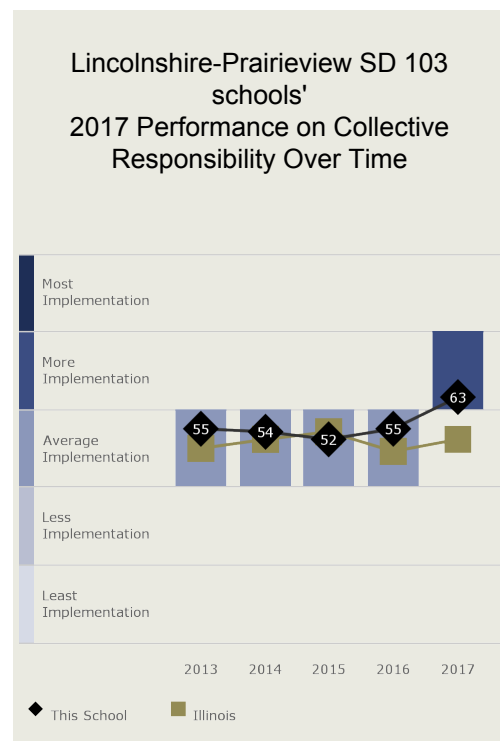 Lincolnshire-Prairieview SD 103
schools'
2017 Performance on Collective
Responsibility Over Time
Most
Implementation
More
Implementation
63
Average
Implementation
55
54
52
55
Less
Implementation
Least
Implementation
2013 2014 2015 2016 2017
This School Illinois